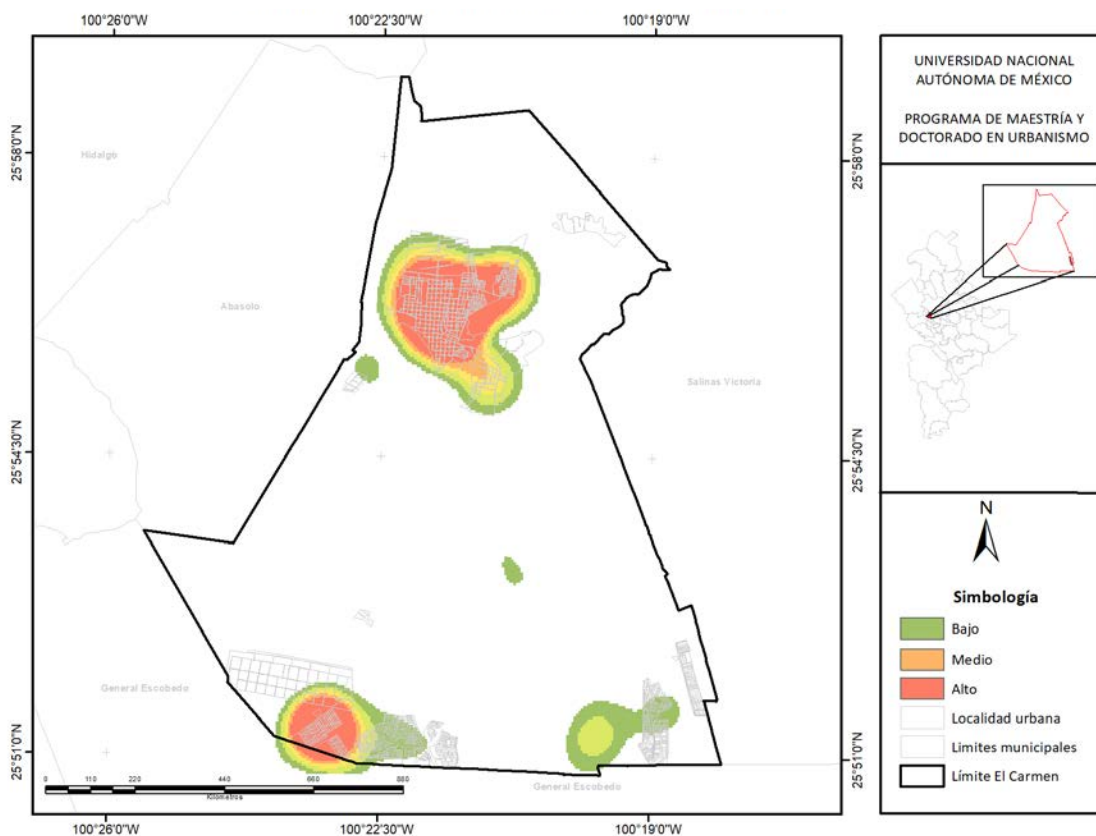 100°26'0"W
100°22'30"W
100°19'0"W
25°58'0"N
25°58'0"N
Hidalgo
Abasolo
Salinas Victoria
25°54'30"N
25°54'30"N
General Escobedo
General Escobedo
25°51'0"N
25°51'0"N
0 110 220 440 660 880
Kilometros
100°26'0"W
100°22'30"W
100°19'0"W
UNIVERSIDAD NACIONAL
AUTÓNOMA DE MÉXICO
PROGRAMA DE MAESTRÍA Y
DOCTORADO EN URBANISMO
N
Simbología
Bajo
Medio
Alto
Localidad urbana
Limites municipales
Límite El Carmen